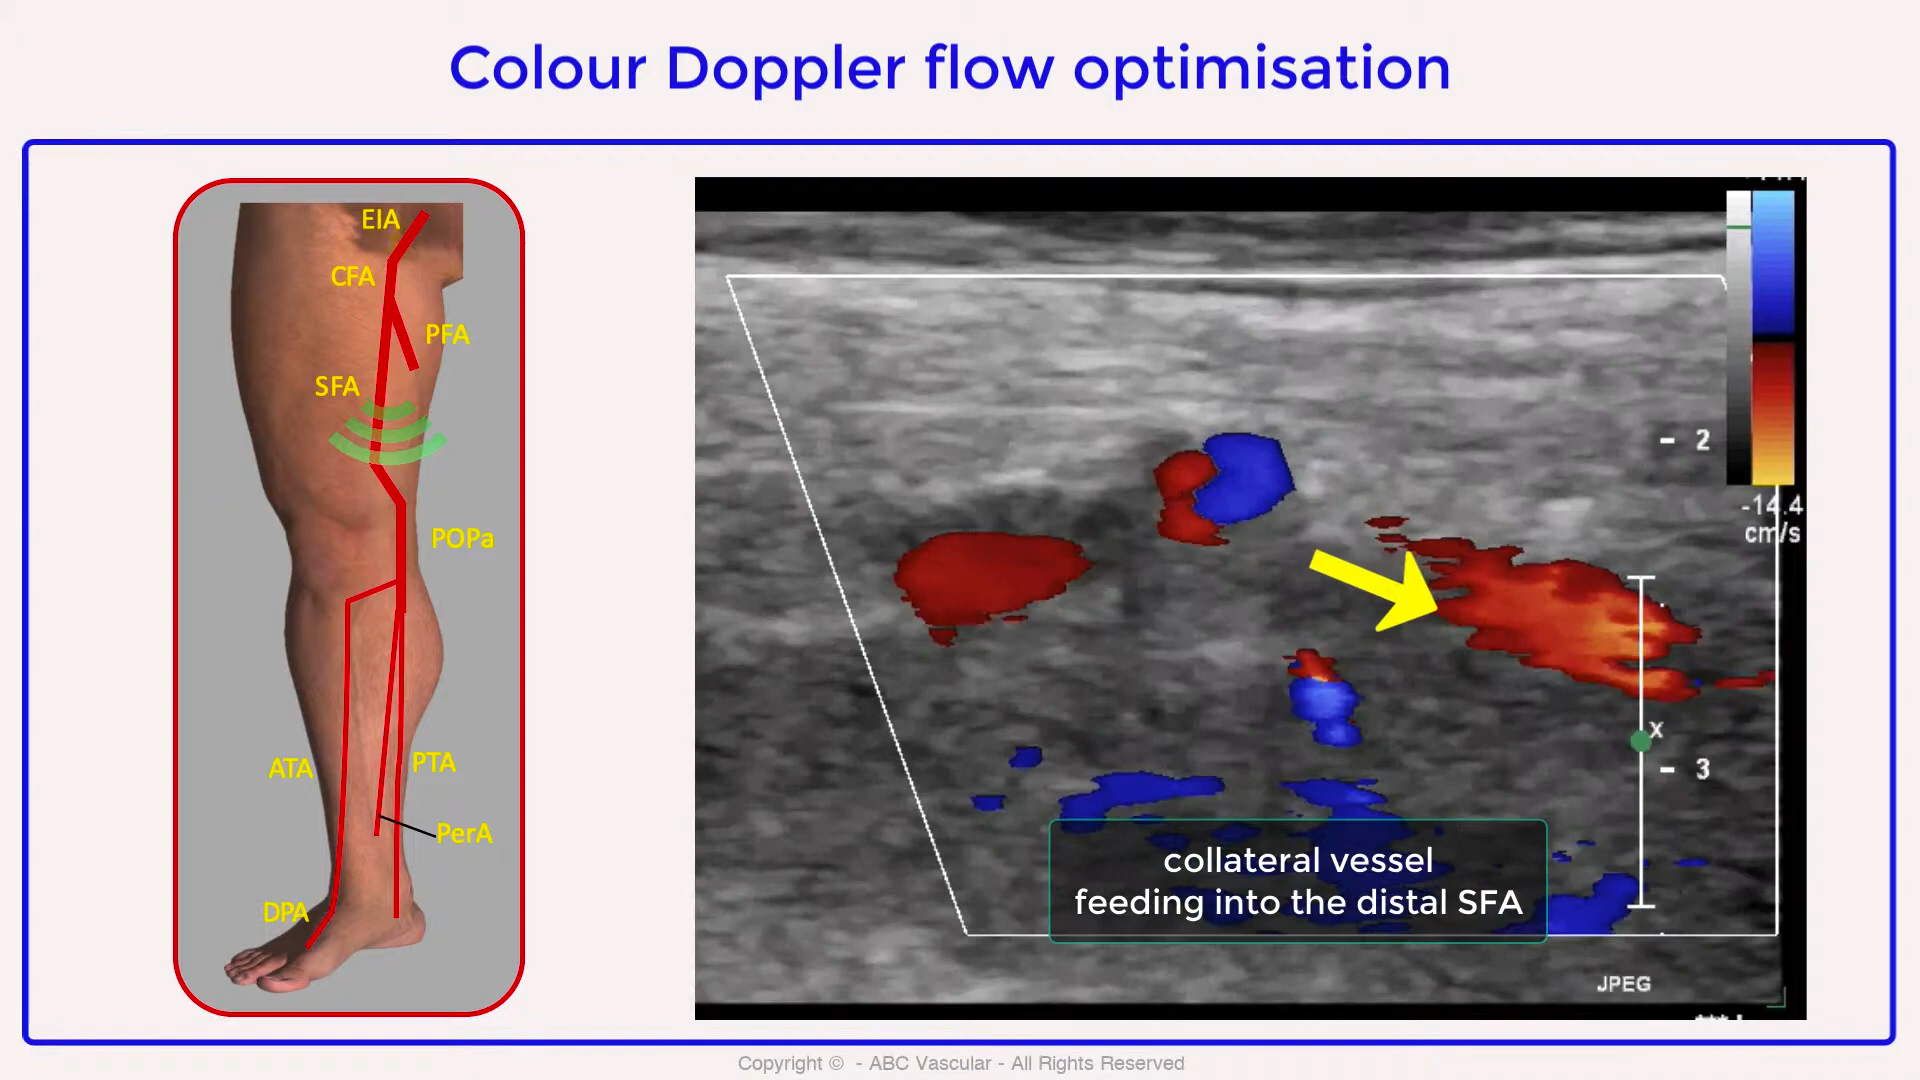 Colour Doppler flow optimisation
EIA
CFA
PFA
SFA
POPa
ATA
PTA
PerA
DPA
2
-14.4
cm/s
x
3
collateral vessel
feeding into the distal SFA
JPEG
Copyright © - ABC Vascular - All Rights Reserved